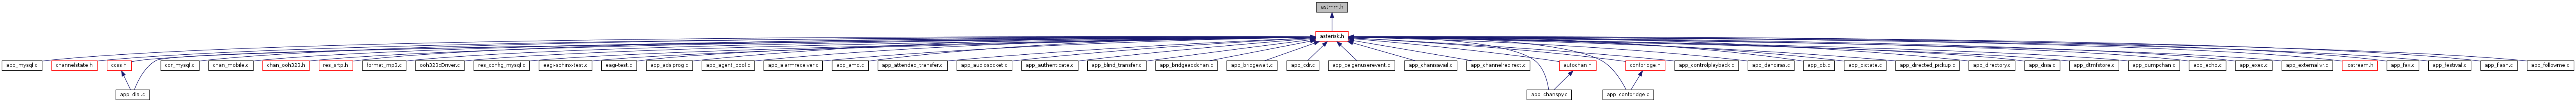 astmm.h
asterisk.h
app_mysql.c
channelstate.h
ccss.h
cdr_mysql.c
chan_mobile.c
chan_ooh323.h
res_srtp.h
format_mp3.c
ooh323cDriver.c
res_config_mysql.c
eagi-sphinx-test.c
eagi-test.c
app_adsiprog.c
app_agent_pool.c
app_alarmreceiver.c
app_amd.c
app_attended_transfer.c
app_audiosocket.c
app_authenticate.c
app_blind_transfer.c
app_bridgeaddchan.c
app_bridgewait.c
app_cdr.c
app_celgenuserevent.c
app_chanisavail.c
app_channelredirect.c
autochan.h
confbridge.h
app_controlplayback.c
app_dahdiras.c
app_db.c
app_dictate.c
app_directed_pickup.c
app_directory.c
app_disa.c
app_dtmfstore.c
app_dumpchan.c
app_echo.c
app_exec.c
app_externalivr.c
iostream.h
app_fax.c
app_festival.c
app_flash.c
app_followme.c
app_dial.c
app_chanspy.c
app_confbridge.c